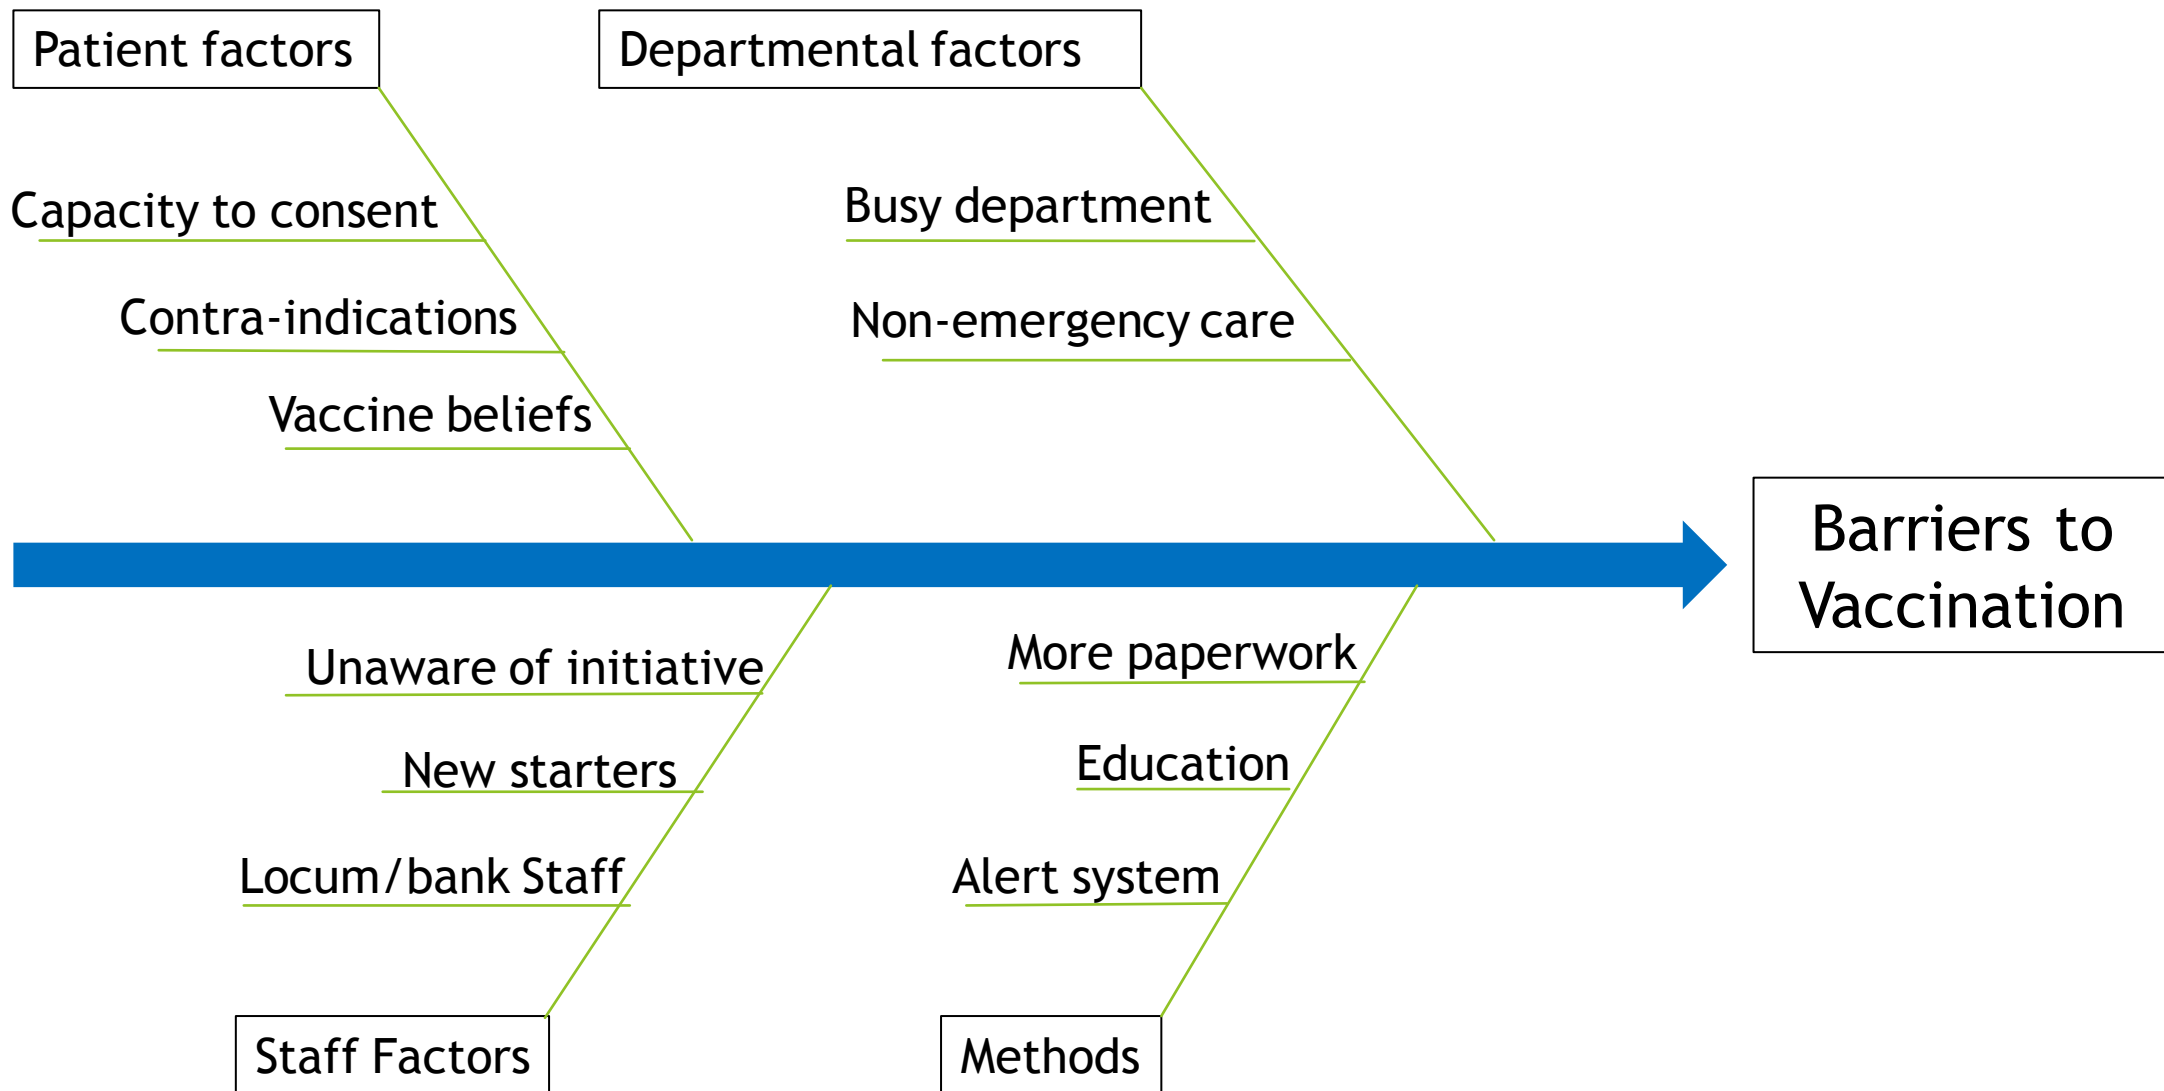 Patient factors
Departmental factors
Capacity to consent
Busy department
Contra-indications
Non-emergency care
Vaccine beliefs
Barriers to
Vaccination
Unaware of initiative
More paperwork
New starters
Education
Locum/bank Staff
Alert system
Staff Factors
Methods